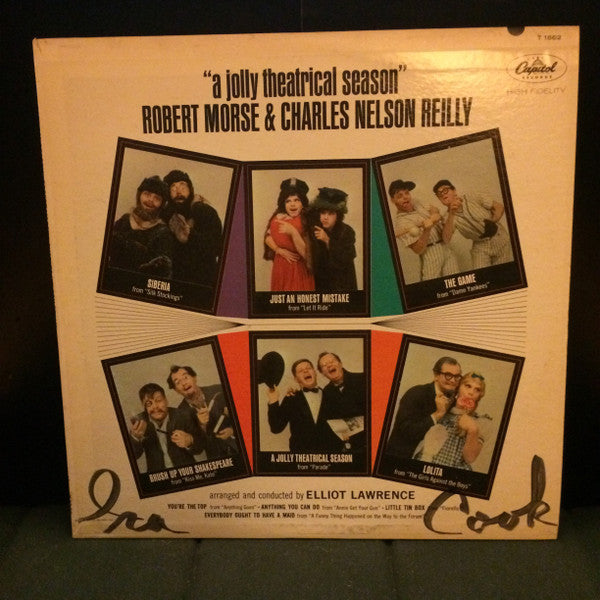 T 1862
Capitol
RECORDS
HIGH FIDELITY
"a jolly theatrical season"
ROBERT MORSE & CHARLES NELSON REILLY
SIBERIA
from "Silk Stockings"
JUST AN HONEST MISTAKE
from "Let It Ride"
THE GAME
from "Damn Yankees"
BRUSH UP YOUR SHAKESPEARE
from "Kiss Me, Kate"
A JOLLY THEATRICAL SEASON
from "Parade"
LOLITA
from "The Girls Against the Boys"
arranged and conducted by ELLIOT LAWRENCE
YOU'RE THE TOP from "Anything Goes" • ANYTHING YOU CAN DO from "Annie Get Your Gun" • LITTLE TIN BOX "Fiorello
EVERYBODY OUGHT TO HAVE A MAID from "A Funny Thing Happened on the Way to the Forum"
Ira Cook